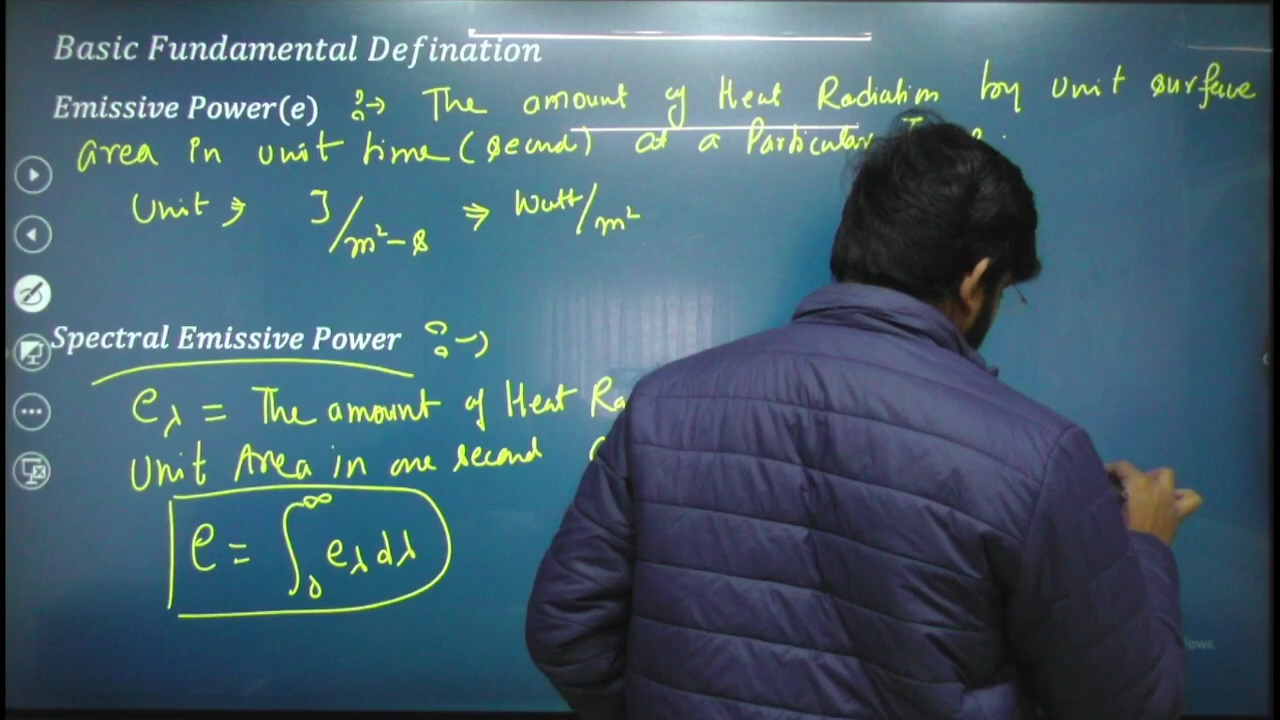 Basic Fundamental Defination
Emissive Power(e) :→ The amount of Heat Radiation by unit surface
area in unit time (second) at a Particular
Unit → J/m²-s ⇒ Watt/m²
Spectral Emissive Power :→
eλ = The amount of Heat
Unit Area in one second
e = ∫₀^∞ eλ dλ